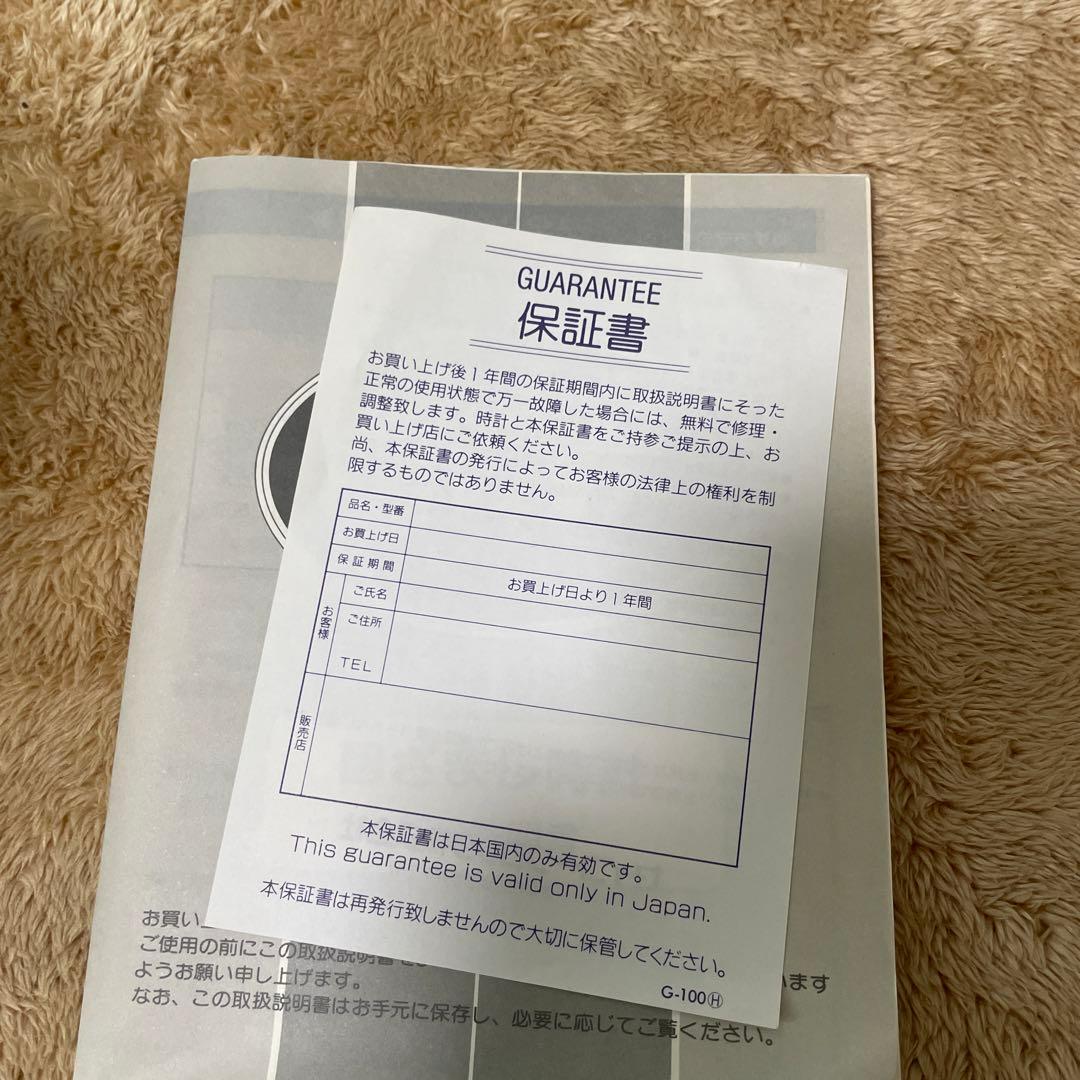 GUARANTEE
保証書
お買い上げ後1年間の保証期間内に取扱説明書にそった
正常の使用状態で万一故障した場合には、無料で修理・
調整致します。時計と本保証書をご持参ご提示の上、お
買い上げ店にご依頼ください。
尚、本保証書の発行によってお客様の法律上の権利を制
限するものではありません。
品名・型番
お買上げ日
保証期間
お買上げ日より1年間
お客様
ご氏名
ご住所
TEL
販売店
本保証書は日本国内のみ有効です。
This guarantee is valid only in Japan.
本保証書は再発行致しませんので大切に保管してください。
G-100Ⓗ
お買い
ご使用の前にこの取扱説明書を
います
ようお願い申し上げます。
なお、この取扱説明書はお手元に保存し、必要に応じてご覧ください。